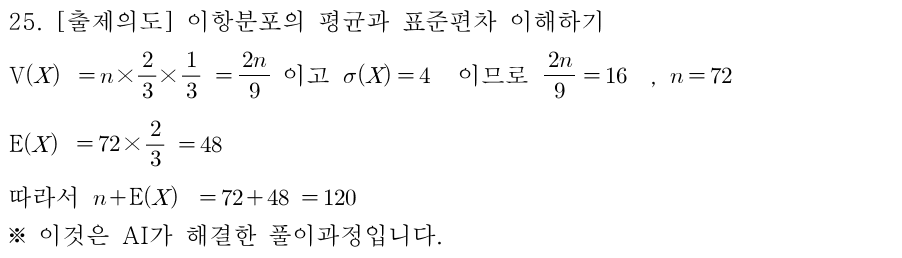 25. [출제의도] 이항분포의 평균과 표준편차 이해하기
V(X) = n × 2/3 × 1/3 = 2n/9 이고 σ(X) = 4 이므로 2n/9 = 16 , n = 72
E(X) = 72 × 2/3 = 48
따라서 n + E(X) = 72 + 48 = 120
※ 이것은 AI가 해결한 풀이과정입니다.